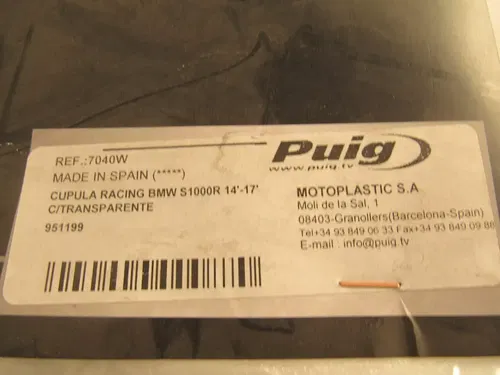 REF.:7040W
MADE IN SPAIN (*****)
CUPULA RACING BMW S1000R 14'-17'
C/TRANSPARENTE
951199
Puig
www.puig.tv
MOTOPLASTIC S.A
Moli de la Sal, 1
08403-Granollers(Barcelona-Spain)
Tel+34 93 849 06 33 Fax+34 93 849 09 88
E-mail . info@puig.tv